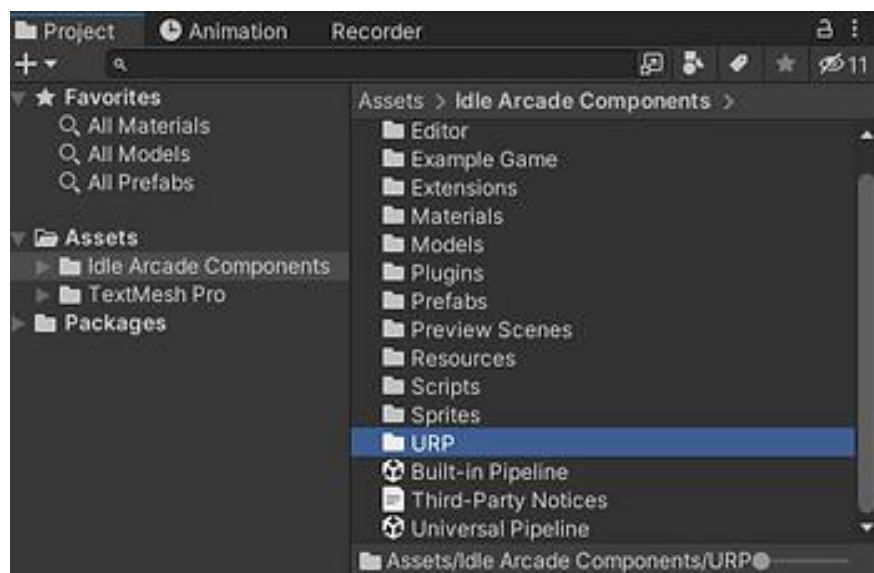 Project Animation Recorder
11
Favorites
All Materials
All Models
All Prefabs
Assets
Idle Arcade Components
TextMesh Pro
Packages
Assets > Idle Arcade Components >
Editor
Example Game
Extensions
Materials
Models
Plugins
Prefabs
Preview Scenes
Resources
Scripts
Sprites
URP
Built-in Pipeline
Third-Party Notices
Universal Pipeline
Assets/Idle Arcade Components/URP